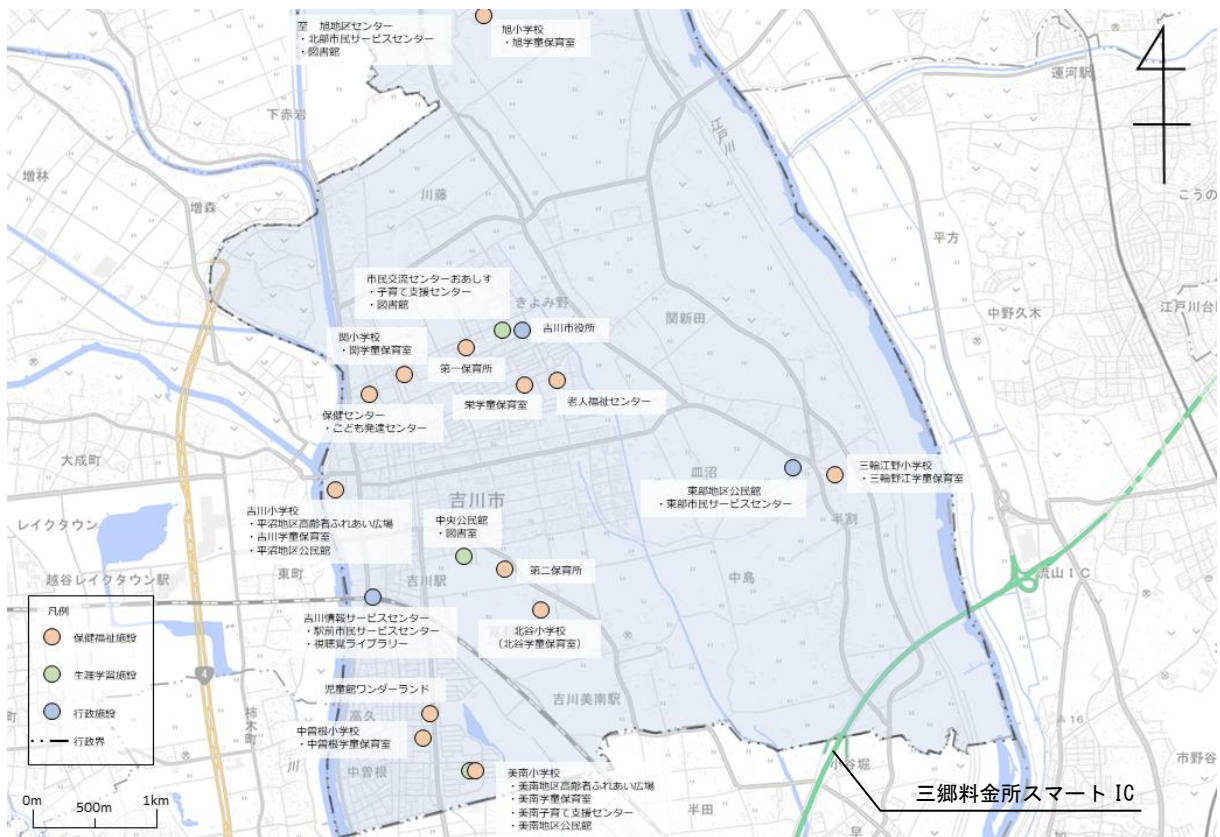 至 旭地区センター
・北部市民サービスセンター
・図書館
旭小学校
・旭学童保育室
運河駅
下赤岩
江戸川
増林
増森
川藤
こうの
平方
市民交流センターおあしす
・子育て支援センター
・図書館
きよみ野
関新田
中野久木
江戸川台
吉川市役所
関小学校
・関学童保育室
第一保育所
栄学童保育室
老人福祉センター
保健センター
・こども発達センター
大成町
皿沼
三輪江野小学校
・三輪野江学童保育室
東部地区公民館
・東部市民サービスセンター
吉川市
半割
レイクタウン
吉川小学校
・平沼地区高齢者ふれあい広場
・吉川学童保育室
・平沼地区公民館
中央公民館
・図書室
越谷レイクタウン駅
東町
吉川駅
第二保育所
中島
流山IC
凡例
保健福祉施設
生涯学習施設
行政施設
行政界
吉川情報サービスセンター
・駅前市民サービスセンター
・視聴覚ライブラリー
北谷小学校
（北谷学童保育室）
4
児童館ワンダーランド
吉川美南駅
柿木町
高久
中曽根小学校
・中曽根学童保育室
16
市野谷
川
中曽根
小谷堀
美南小学校
・美南地区高齢者ふれあい広場
・美南学童保育室
・美南子育て支援センター
・美南地区公民館
半田
三郷料金所スマート IC
0m
500m
1km
早